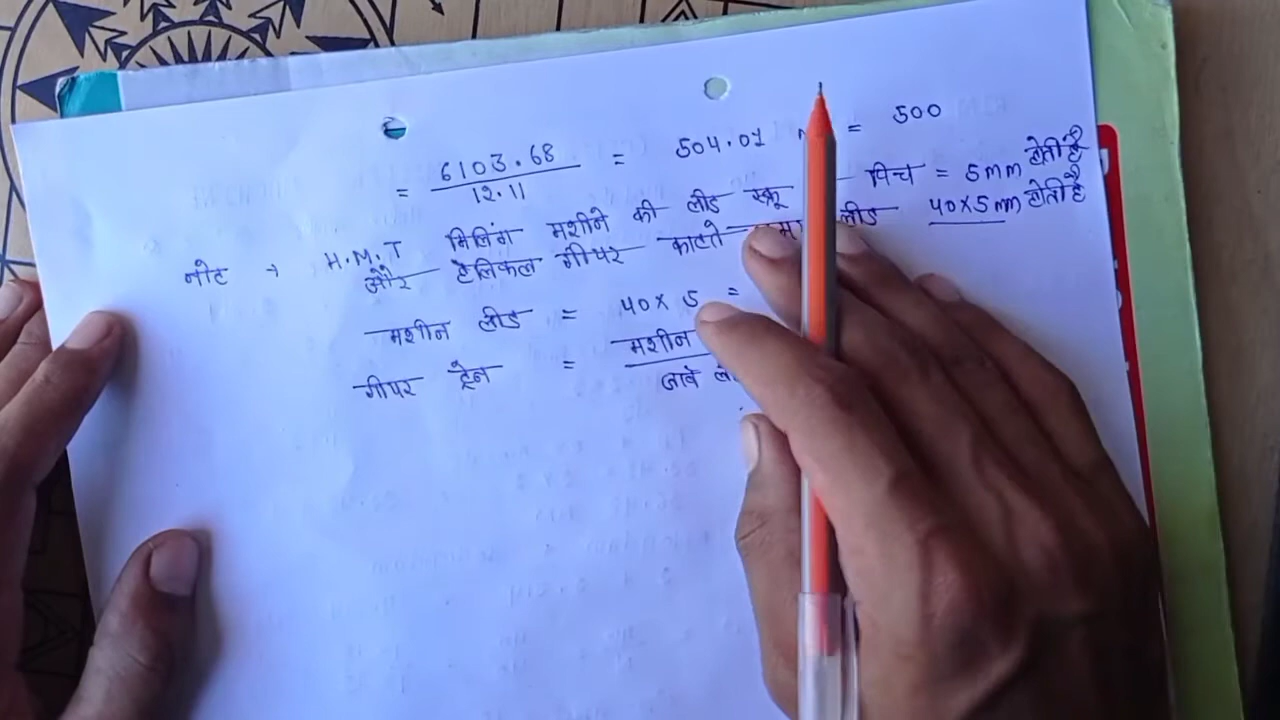 = 6103.68 / 12.11 = 504.01 = 500
नोट → H.M.T मिलिंग मशीने की लीड स्क्रू पिच = 5mm होती है
और हेलिकल गीयर काटते लीड 40×5mm होती है
मशीन लीड = 40×5 =
गीयर ट्रेन = मशीन / जाव